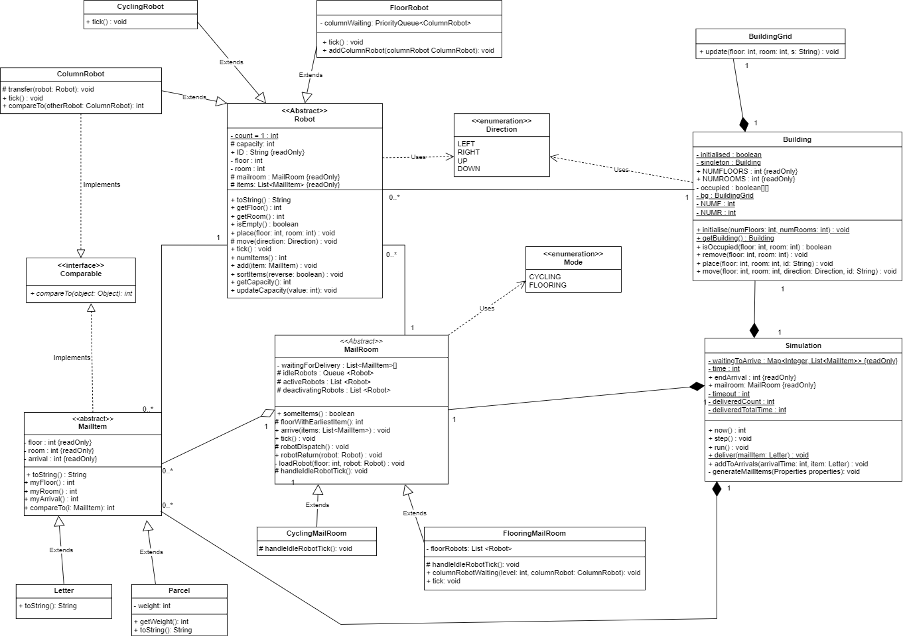 CyclingRobot
+ tick() : void
FloorRobot
- columnWaiting: PriorityQueue<ColumnRobot>
+ tick() : void
+ addColumnRobot(columnRobot ColumnRobot): void
BuildingGrid
+ update(floor: int, room: int, s: String) : void
1
1
Extends
Extends
ColumnRobot
# transfer(robot: Robot): void
+ tick() : void
+ compareTo(otherRobot: ColumnRobot): int
Extends
<<Abstract>>
Robot
- count = 1 : int
# capacity: int
+ ID : String {readOnly}
- floor : int
- room : int
# mailroom : MailRoom {readOnly}
# items: List<MailItem> {readOnly}
+ toString() : String
+ getFloor() : int
+ getRoom() : int
+ isEmpty() : boolean
+ place(floor: int, room: int) : void
# move(direction: Direction) : void
+ tick() : void
+ numItems() : int
+ add(item: MailItem) : void
+ sortItems(reverse: boolean) : void
+ getCapacity(): int
+ updateCapacity(value: int): void
<<enumeration>>
Direction
LEFT
RIGHT
UP
DOWN
Uses
Uses
Building
- initialised : boolean
- singleton : Building
+ NUMFLOORS : int {readOnly}
+ NUMROOMS : int {readOnly}
- occupied : boolean[][]
- bg : BuildingGrid
- NUMF : int
- NUMR : int
+ initialise(numFloors: int, numRooms: int) : void
+ getBuilding() : Building
+ isOccupied(floor: int, room: int) : boolean
+ remove(floor: int, room: int) : void
+ place(floor: int, room: int, id: String) : void
+ move(floor: int, room: int, direction: Direction, id: String) : void
0..*
1
Implements
<<interface>>
Comparable
+ compareTo(object: Object): int
Implements
1
0..*
1
<<enumeration>>
Mode
CYCLING
FLOORING
Uses
1
1
<<Abstract>>
MailRoom
- waitingForDelivery : List<MailItem>[]
# idleRobots : Queue <Robot>
# activeRobots : List <Robot>
# deactivatingRobots : List <Robot>
+ someItems() : boolean
# floorWithEarliestItem(): int
+ arrive(items: List<MailItem>) : void
+ tick() : void
# robotDispatch() : void
+ robotReturn(robot: Robot) : void
- loadRobot(floor: int, robot: Robot) : void
# handleIdleRobotTick(): void
Simulation
- waitingToArrive : Map<Integer, List<MailItem>> {readOnly}
- time : int
+ endArrival : int {readOnly}
+ mailroom: MailRoom {readOnly}
- timeout : int
- deliveredCount : int
- deliveredTotalTime : int
+ now() : int
+ step() : void
+ run() : void
+ deliver(mailItem: Letter) : void
+ addToArrivals(arrivalTime: int, item: Letter) : void
- generateMailItems(Properties properties): void
1
1
1
1
1
0..*
<<abstract>>
MailItem
- floor : int {readOnly}
- room : int {readOnly}
- arrival : int {readOnly}
+ toString() : String
+ myFloor() : int
+ myRoom() : int
+ myArrival() : int
+ compareTo(i: MailItem): int
0..*
0..*
Extends
Extends
Extends
Extends
CyclingMailRoom
# handleIdleRobotTick(): void
FlooringMailRoom
- floorRobots: List <Robot>
# handleIdleRobotTick(): void
+ columnRobotWaiting(level: int, columnRobot: ColumnRobot): void
+ tick: void
Letter
+ toString(): String
Parcel
- weight: int
+ getWeight(): int
+ toString() : String